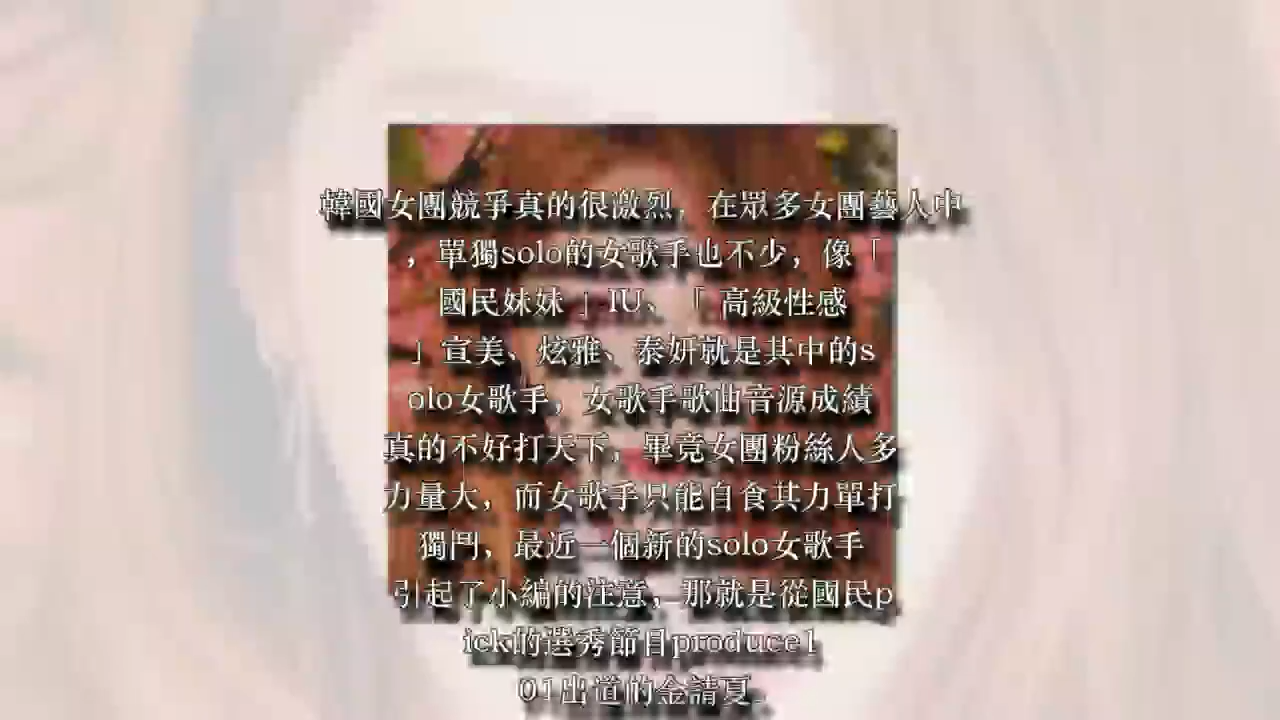 韓國女團競爭真的很激烈，在眾多女團藝人中
，單獨solo的女歌手也不少，像「
國民妹妹 」IU、「 高級性感
」宣美、炫雅、泰妍就是其中的s
olo女歌手，女歌手歌曲音源成績
真的不好打天下，畢竟女團粉絲人多
力量大，而女歌手只能自食其力單打
獨鬥，最近一個新的solo女歌手
引起了小編的注意，那就是從國民p
ick的選秀節目produce1
01出道的金請夏。